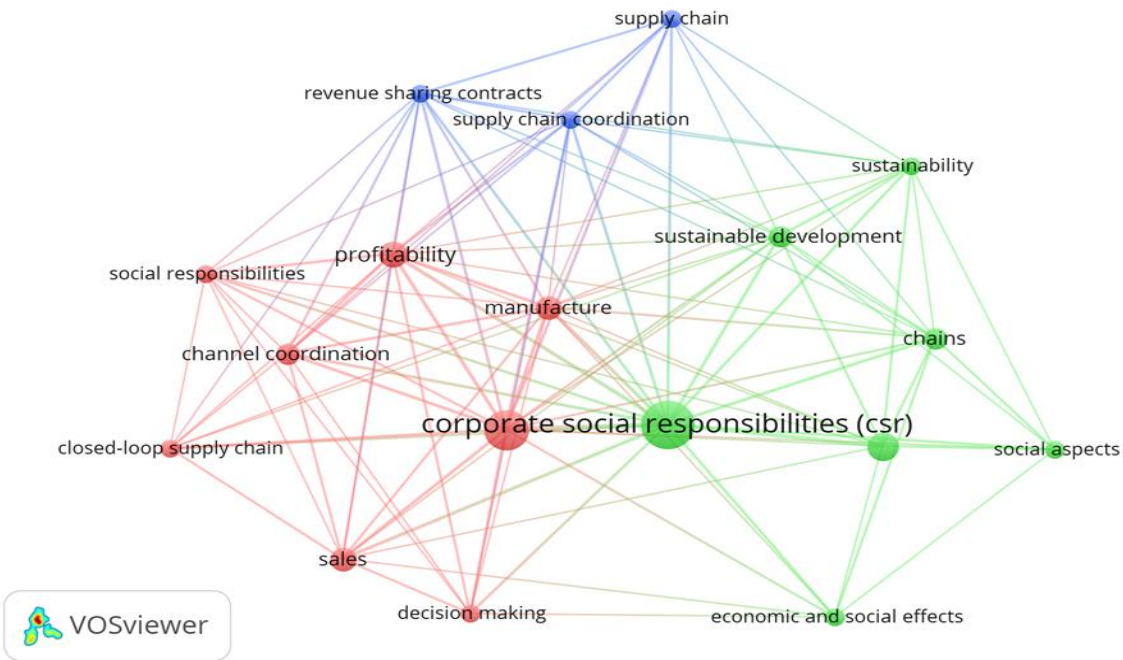 supply chain
revenue sharing contracts
supply chain coordination
sustainability
sustainable development
profitability
social responsibilities
manufacture
chains
channel coordination
corporate social responsibilities (csr)
closed-loop supply chain
social aspects
sales
decision making
economic and social effects
VOSviewer